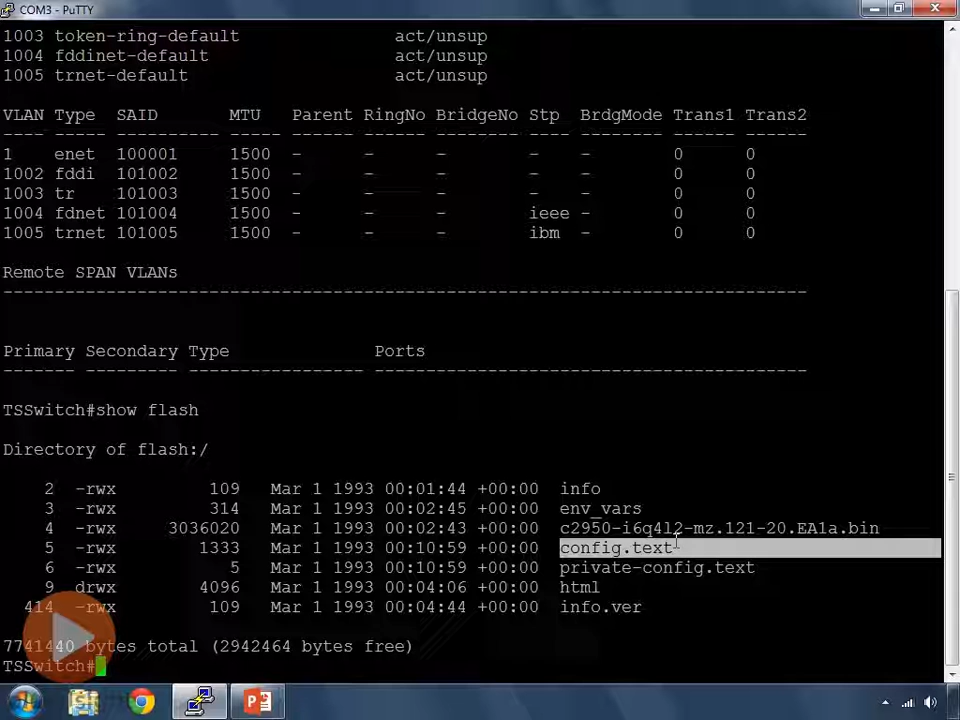 COM3 - PuTTY
1003 token-ring-default act/unsup
1004 fddinet-default act/unsup
1005 trnet-default act/unsup
VLAN Type SAID MTU Parent RingNo BridgeNo Stp BrdgMode Trans1 Trans2
---- ----- ---------- ----- ------ ------ -------- ---- -------- ------ ------
1 enet 100001 1500 - - - - - 0 0
1002 fddi 101002 1500 - - - - - 0 0
1003 tr 101003 1500 - - - - - 0 0
1004 fdnet 101004 1500 - - - ieee - 0 0
1005 trnet 101005 1500 - - - ibm - 0 0
Remote SPAN VLANs
------------------------------------------------------------------------------
Primary Secondary Type Ports
------- --------- ----------------- ------------------------------------------
TSSwitch#show flash
Directory of flash:/
2 -rwx 109 Mar 1 1993 00:01:44 +00:00 info
3 -rwx 314 Mar 1 1993 00:02:45 +00:00 env_vars
4 -rwx 3036020 Mar 1 1993 00:04:42 +00:00 c2950-i6q4l2-mz.121-20.EA1a.bin
5 -rwx 1333 Mar 1 1993 00:10:59 +00:00 config.text
6 -rwx 5 Mar 1 1993 00:10:59 +00:00 private-config.text
9 drwx 4096 Mar 1 1993 00:04:06 +00:00 html
414 -rwx 109 Mar 1 1993 00:04:44 +00:00 info.ver
7741440 bytes total (2942464 bytes free)
TSSwitch#